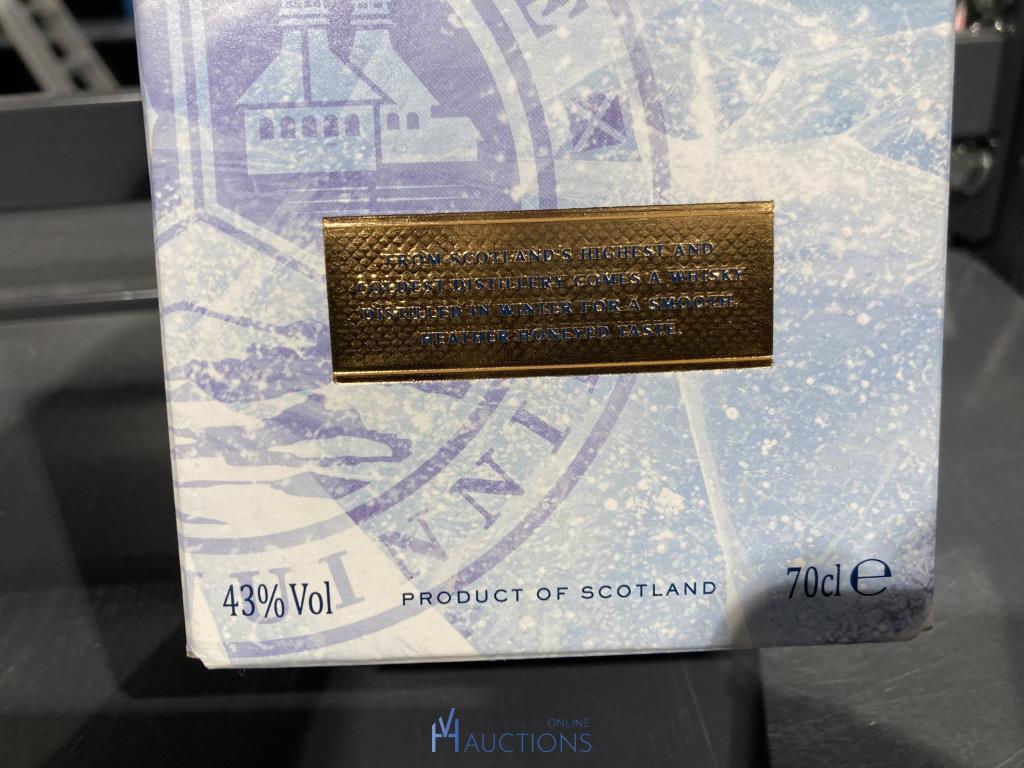 FROM SCOTLAND'S HIGHEST AND
COLDEST DISTILLERY COMES A WHISKY
DISTILLED IN WINTER FOR A SMOOTH,
HEATHER HONEYED TASTE.
43% Vol
PRODUCT OF SCOTLAND
70cl e
ONLINE
AUCTIONS